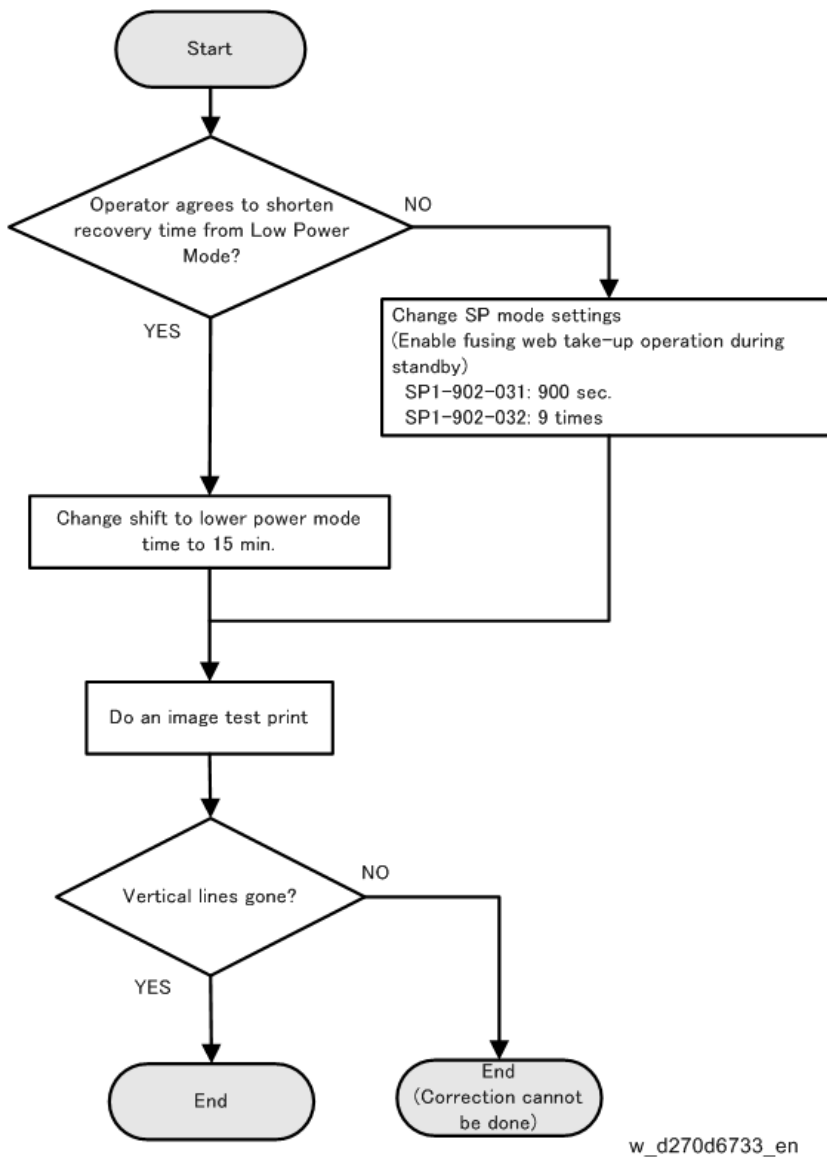 Start
Operator agrees to shorten
recovery time from Low Power
Mode?
NO
YES
Change SP mode settings
(Enable fusing web take-up operation during
standby)
SP1-902-031: 900 sec.
SP1-902-032: 9 times
Change shift to lower power mode
time to 15 min.
Do an image test print
Vertical lines gone?
NO
YES
End
End
(Correction cannot
be done)
w_d270d6733_en